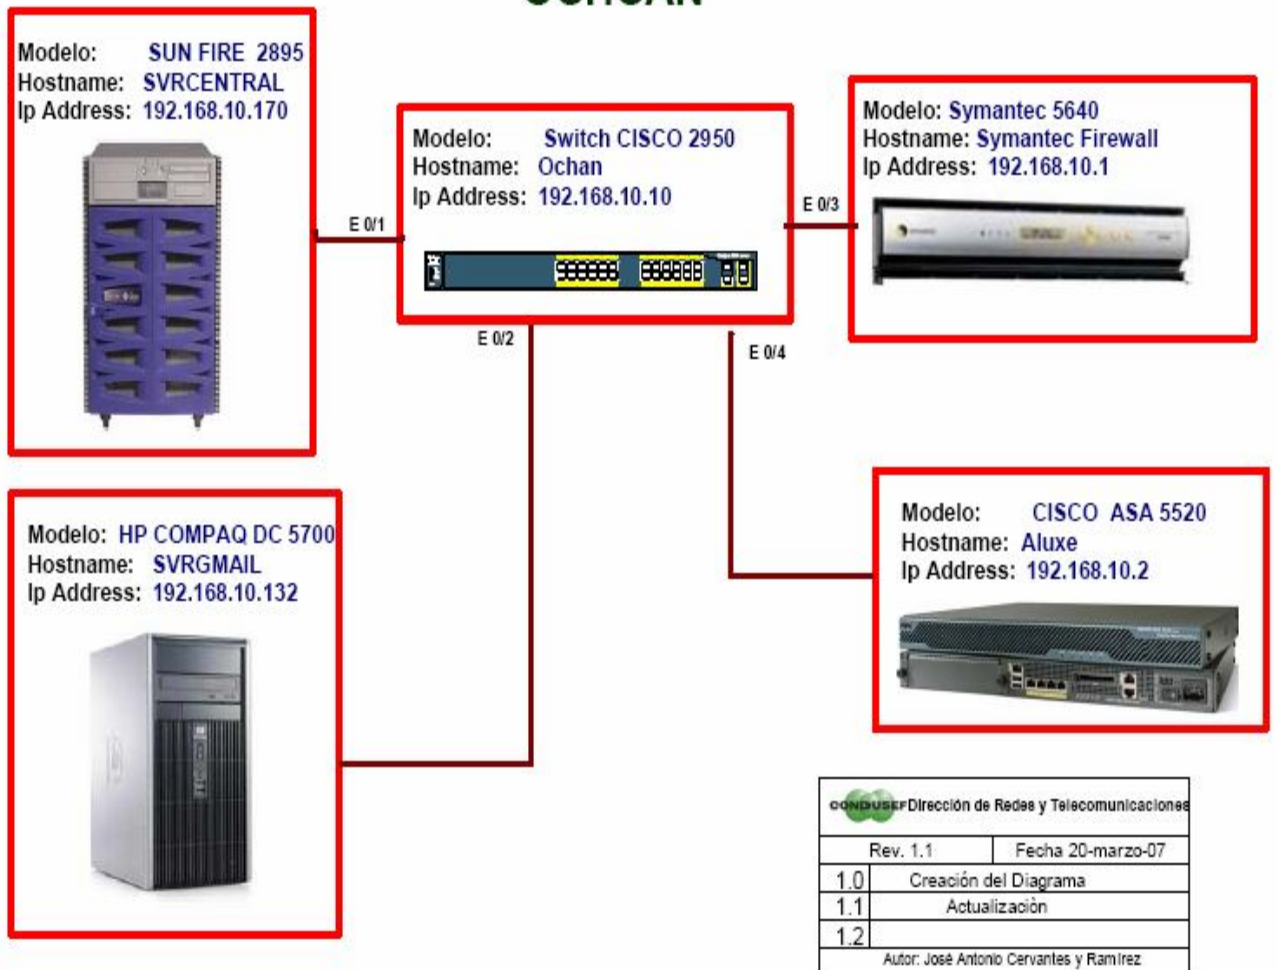 Modelo: SUN FIRE 2895
Hostname: SVRCENTRAL
Ip Address: 192.168.10.170
Modelo: Switch CISCO 2950
Hostname: Ochan
Ip Address: 192.168.10.10
Modelo: Symantec 5640
Hostname: Symantec Firewall
Ip Address: 192.168.10.1
E 0/1
E 0/3
E 0/2
E 0/4
Modelo: HP COMPAQ DC 5700
Hostname: SVRGMAIL
Ip Address: 192.168.10.132
Modelo: CISCO ASA 5520
Hostname: Aluxe
Ip Address: 192.168.10.2
CONDUSEF Dirección de Redes y Telecomunicaciones
Rev. 1.1 Fecha 20-marzo-07
1.0 Creación del Diagrama
1.1 Actualizaciòn
1.2
Autor: José Antonio Cervantes y Ramírez